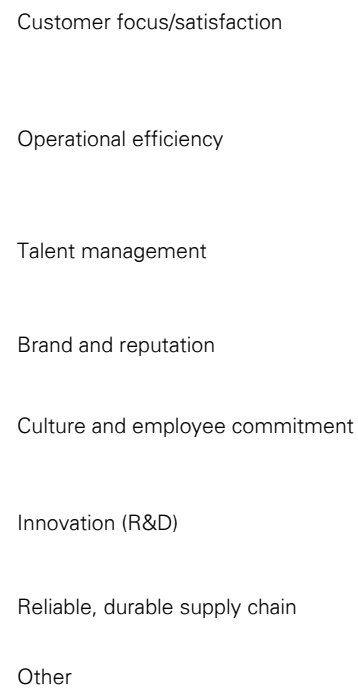 Customer focus/satisfaction
Operational efficiency
Talent management
Brand and reputation
Culture and employee commitment
Innovation (R&D)
Reliable, durable supply chain
Other